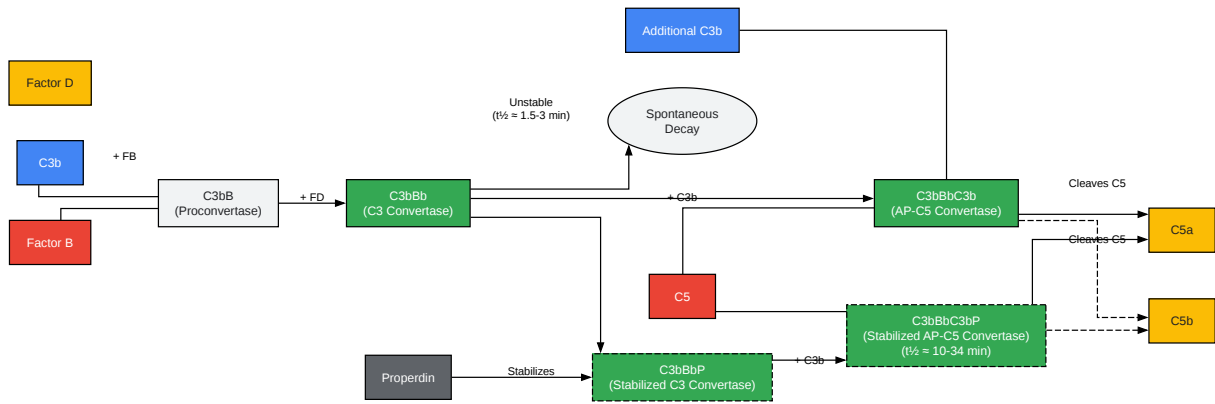 Additional C3b
Factor D
Unstable
(t½ ≈ 1.5-3 min)
Spontaneous
Decay
C3b
+ FB
C3bB
(Proconvertase)
+ FD
C3bBb
(C3 Convertase)
+ C3b
C3bBbC3b
(AP-C5 Convertase)
Cleaves C5
Factor B
Cleaves C5
C5a
C5
C3bBbC3bP
(Stabilized AP-C5 Convertase)
(t½ ≈ 10-34 min)
C5b
Properdin
Stabilizes
C3bBbP
(Stabilized C3 Convertase)
+ C3b